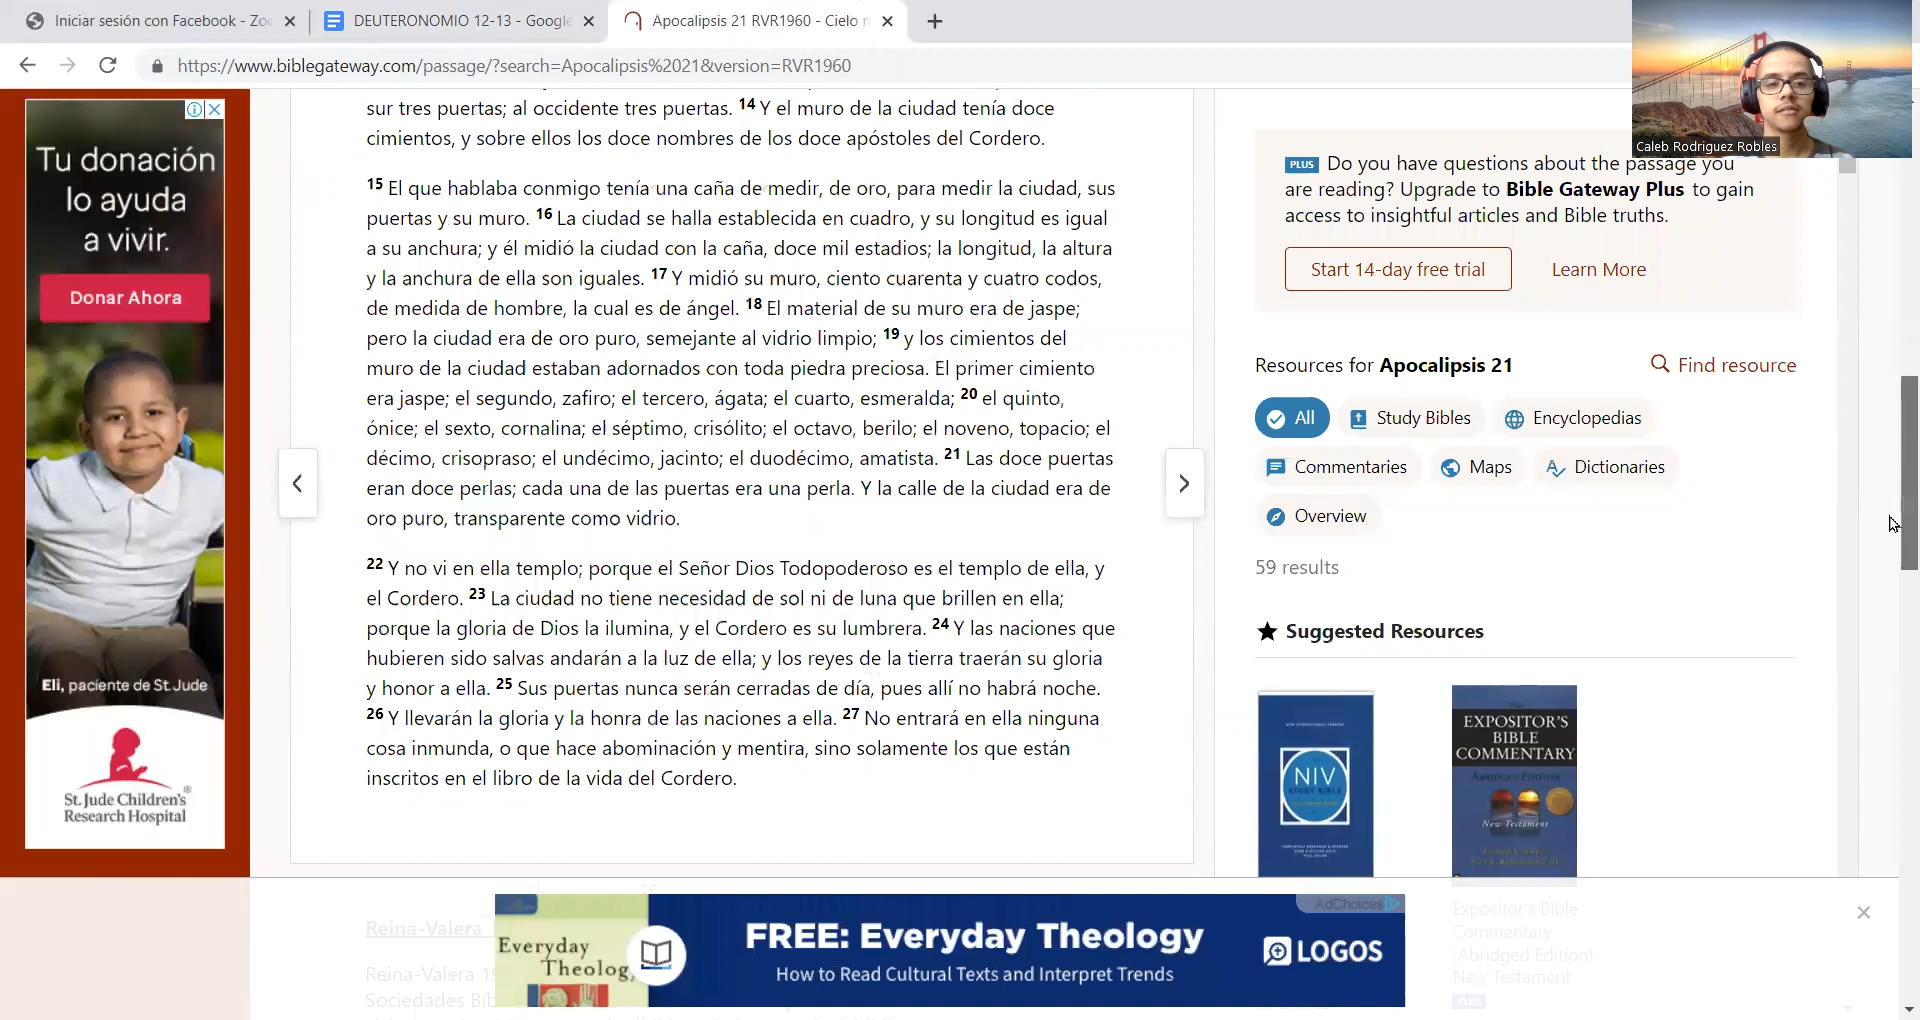 Iniciar sesión con Facebook - Zo
DEUTERONOMIO 12-13 - Google
Apocalipsis 21 RVR1960 - Cielo n
https://www.biblegateway.com/passage/?search=Apocalipsis%2021&version=RVR1960
Caleb Rodriguez Robles
Tu donación
lo ayuda
a vivir.
Donar Ahora
Eli, paciente de St. Jude
St. Jude Children's
Research Hospital
sur tres puertas; al occidente tres puertas. 14 Y el muro de la ciudad tenía doce
cimientos, y sobre ellos los doce nombres de los doce apóstoles del Cordero.
15 El que hablaba conmigo tenía una caña de medir, de oro, para medir la ciudad, sus
puertas y su muro. 16 La ciudad se halla establecida en cuadro, y su longitud es igual
a su anchura; y él midió la ciudad con la caña, doce mil estadios; la longitud, la altura
y la anchura de ella son iguales. 17 Y midió su muro, ciento cuarenta y cuatro codos,
de medida de hombre, la cual es de ángel. 18 El material de su muro era de jaspe;
pero la ciudad era de oro puro, semejante al vidrio limpio; 19 y los cimientos del
muro de la ciudad estaban adornados con toda piedra preciosa. El primer cimiento
era jaspe; el segundo, zafiro; el tercero, ágata; el cuarto, esmeralda; 20 el quinto,
ónice; el sexto, cornalina; el séptimo, crisólito; el octavo, berilo; el noveno, topacio; el
décimo, crisopraso; el undécimo, jacinto; el duodécimo, amatista. 21 Las doce puertas
eran doce perlas; cada una de las puertas era una perla. Y la calle de la ciudad era de
oro puro, transparente como vidrio.
22 Y no vi en ella templo; porque el Señor Dios Todopoderoso es el templo de ella, y
el Cordero. 23 La ciudad no tiene necesidad de sol ni de luna que brillen en ella;
porque la gloria de Dios la ilumina, y el Cordero es su lumbrera. 24 Y las naciones que
hubieren sido salvas andarán a la luz de ella; y los reyes de la tierra traerán su gloria
y honor a ella. 25 Sus puertas nunca serán cerradas de día, pues allí no habrá noche.
26 Y llevarán la gloria y la honra de las naciones a ella. 27 No entrará en ella ninguna
cosa inmunda, o que hace abominación y mentira, sino solamente los que están
inscritos en el libro de la vida del Cordero.
PLUS Do you have questions about the passage you
are reading? Upgrade to Bible Gateway Plus to gain
access to insightful articles and Bible truths.
Start 14-day free trial
Learn More
Resources for Apocalipsis 21
Find resource
All
Study Bibles
Encyclopedias
Commentaries
Maps
Dictionaries
Overview
59 results
Suggested Resources
NIV
STUDY BIBLE
EXPOSITOR'S
BIBLE
COMMENTARY
ABRIDGED EDITION
New Testament
Expositor's Bible
Commentary
(Abridged Edition):
New Testament
PLUS
Reina-Valera
Reina-Valera 19
Sociedades Bíb
Everyday
Theology
FREE: Everyday Theology
How to Read Cultural Texts and Interpret Trends
LOGOS
AdChoices